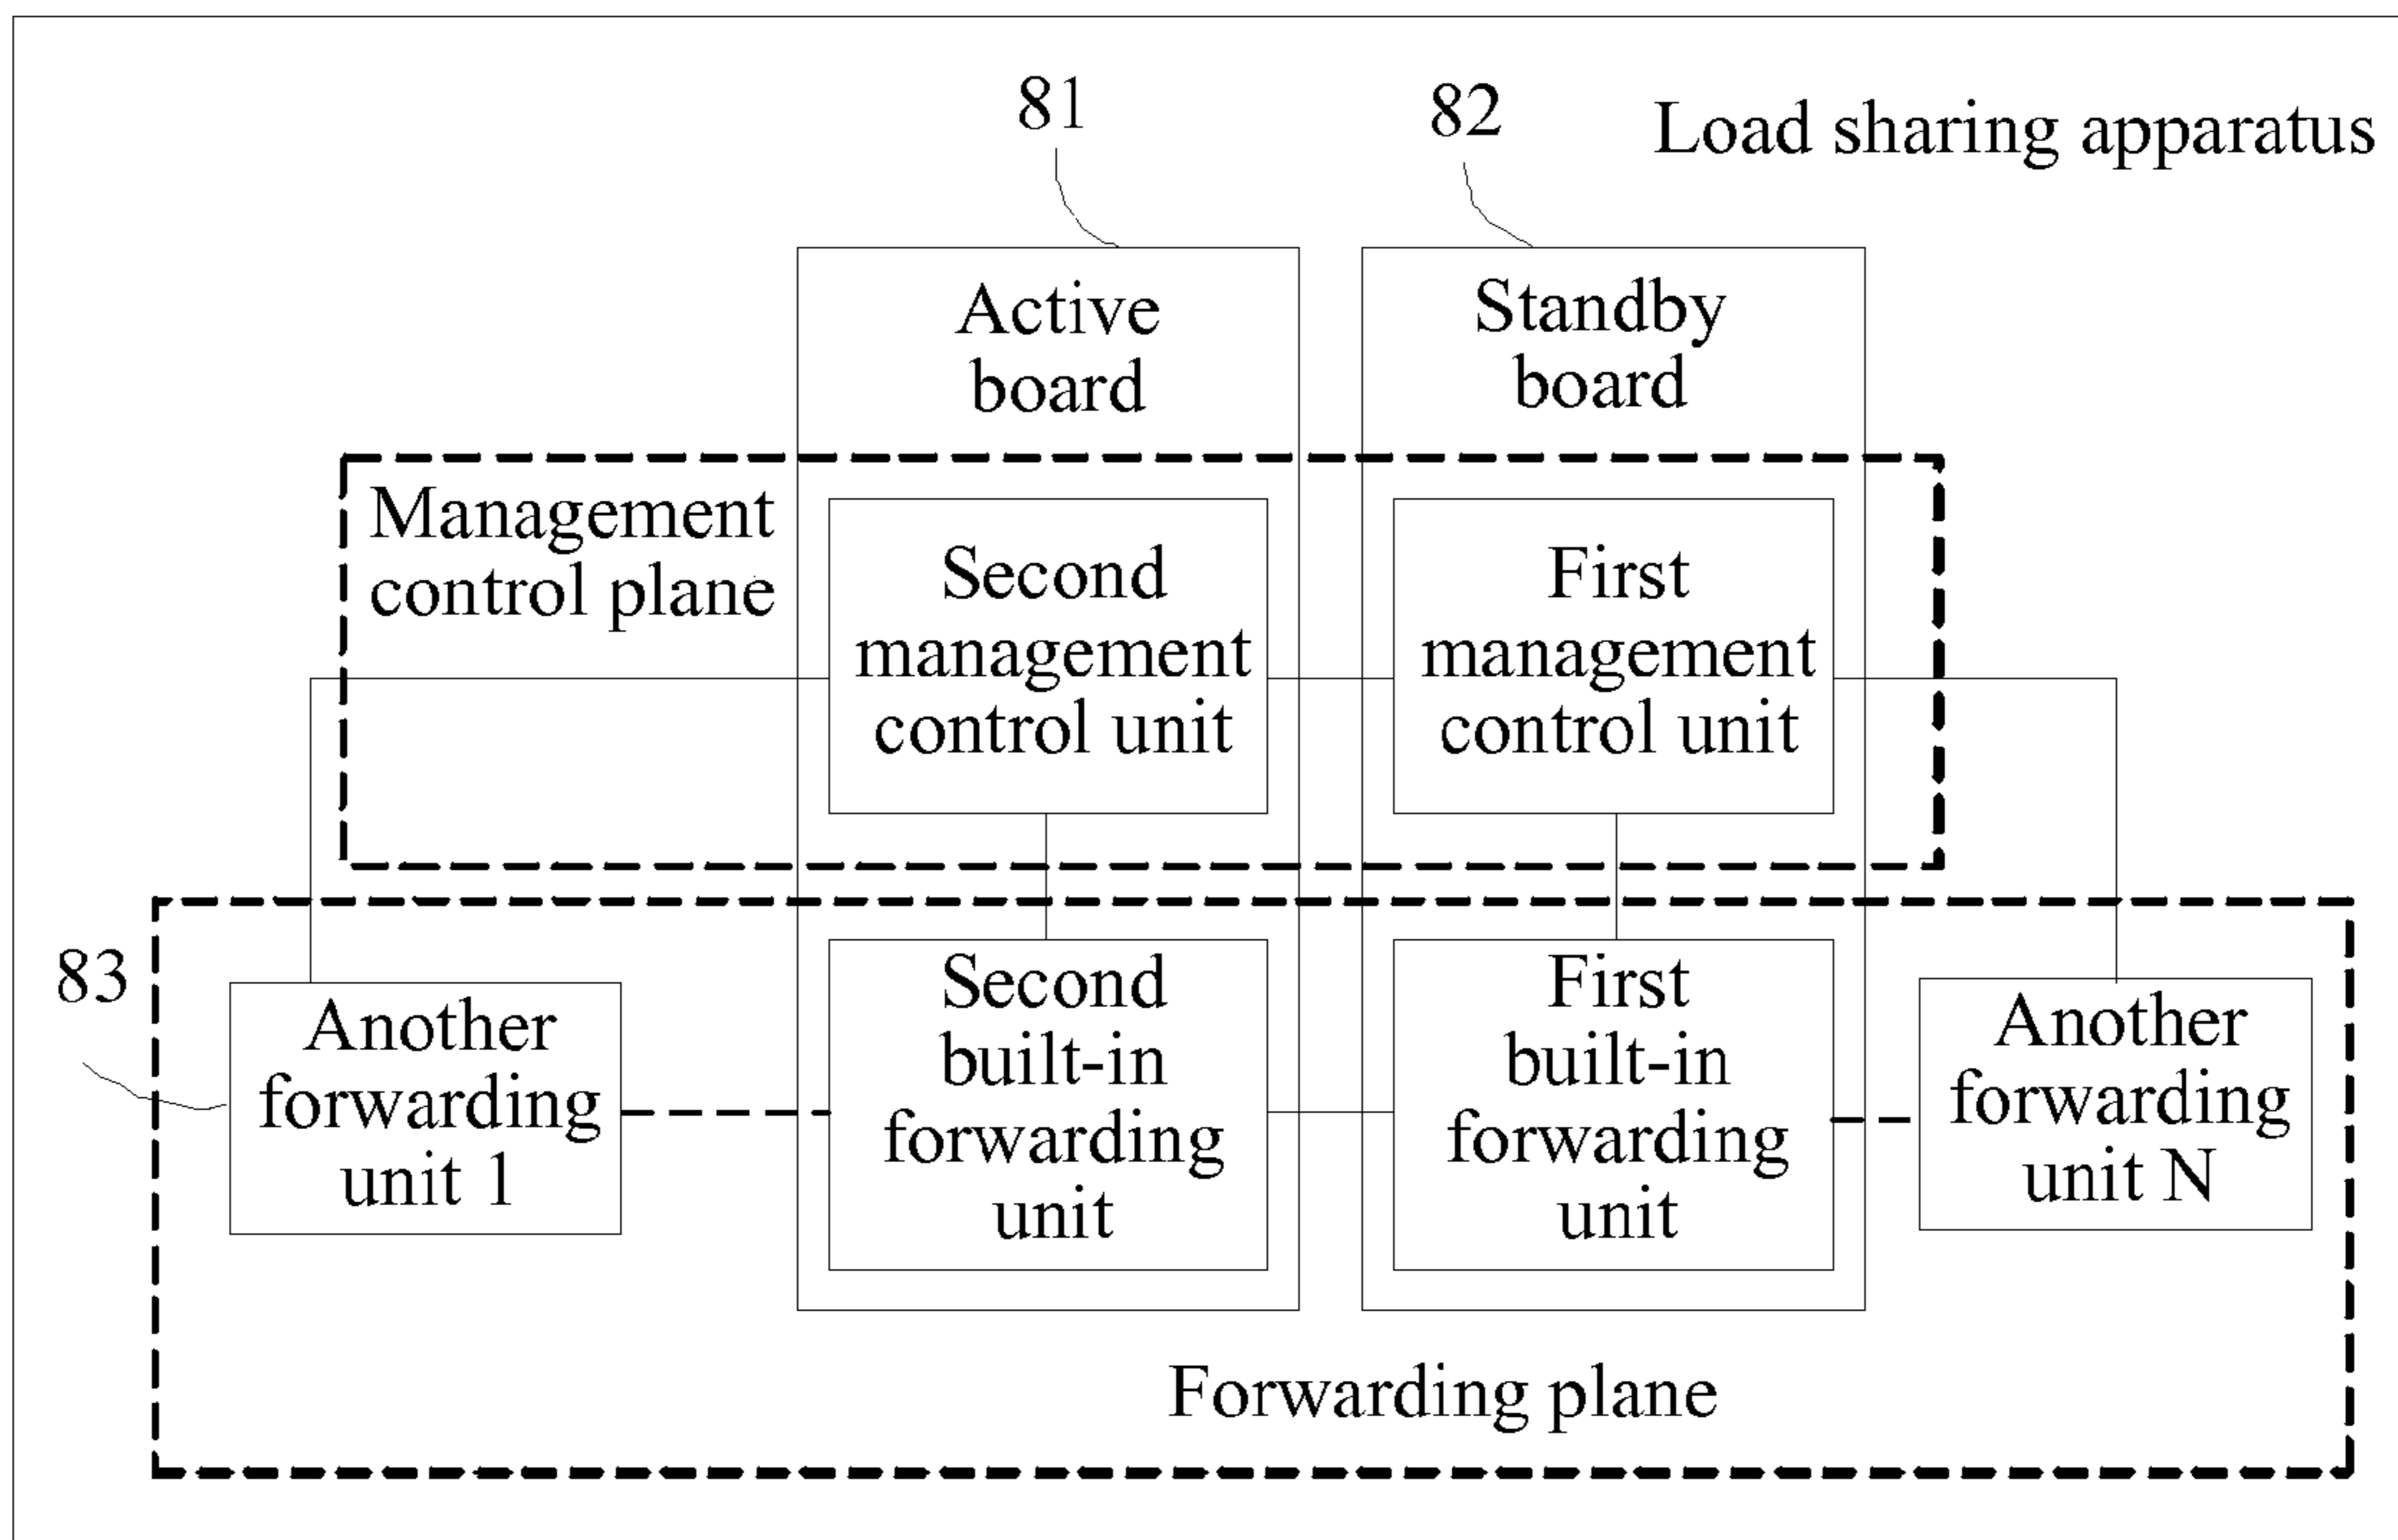 81
82
Load sharing apparatus
Active
board
Standby
board
Management
control plane
Second
management
control unit
First
management
control unit
83
Another
forwarding
unit 1
Second
built-in
forwarding
unit
First
built-in
forwarding
unit
Another
forwarding
unit N
Forwarding plane